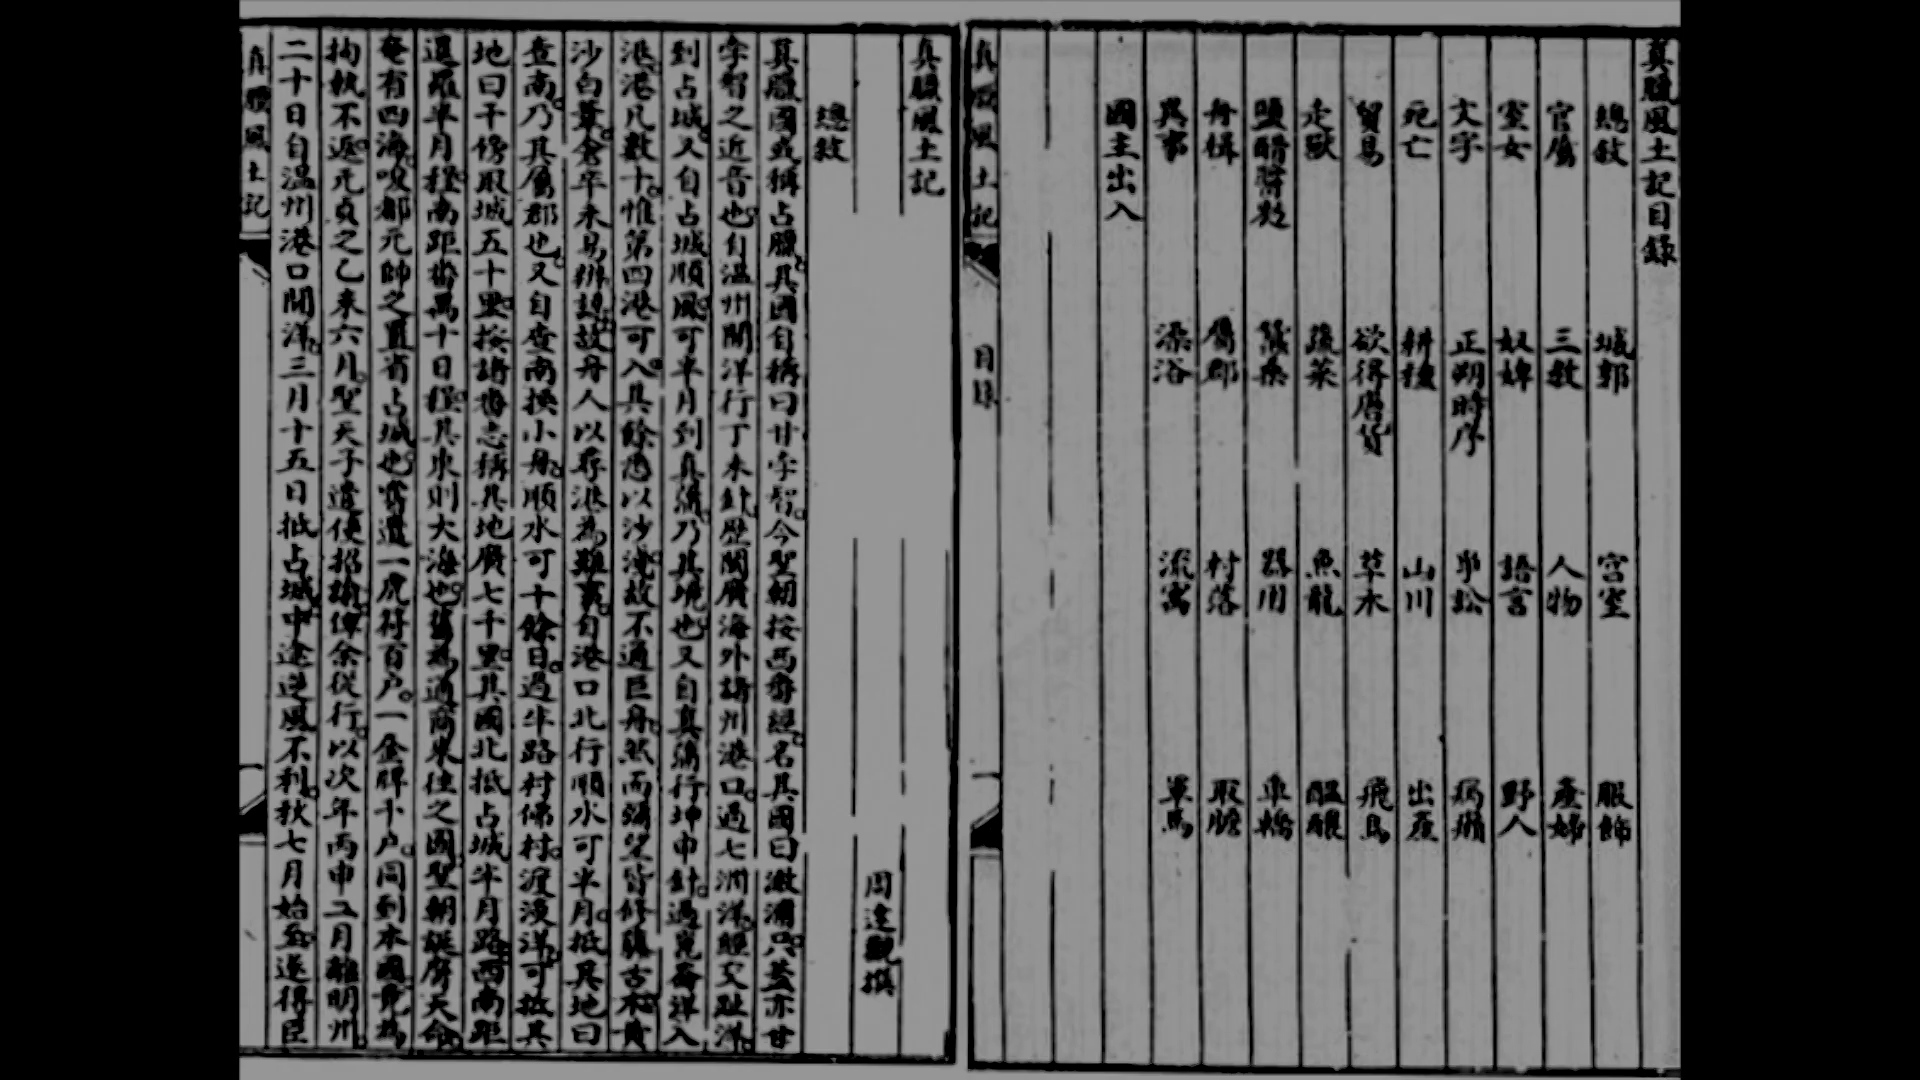 真臘風土記目錄
總敘 城郭 宮室 服飾
官屬 三教 人物 產婦
室女 奴婢 語言 野人
文字 正朔時序 爭訟 病癩
死亡 耕種 山川 出產
貿易 欲得唐貨 草木 飛鳥
走獸 蔬菜 魚龍 醞釀
鹽醋醬麫 蠶桑 器用 車轎
舟楫 屬郡 村落 取膽
異事 澡浴 流寓 軍馬
國主出入
真臘風土記 目錄 一
真臘風土記
周達觀撰
總敘
真臘國或稱占臘。其國自稱曰甘孛智。今聖朝按西番經。名其國曰澉浦只。蓋亦甘
孛智之近音也。自溫州開洋行丁未針。歷閩廣海外諸州港口。過七洲洋。經交趾洋。
到占城。又自占城順風。可半月到真蒲。乃其境也。又自真蒲行坤申針。過崑崙洋入
港。港凡數十。惟第四港可入。其餘悉以沙淺。故不通巨舟。然而彌望皆修藤古木。黃
沙白葦。倉卒未易辨認。故舟人以尋港為難事。自港口北行順水可半月。抵其地曰
查南。乃其屬郡也。又自查南換小舟。順水可十餘日。過半路村佛村。渡淡洋。可抵其
地曰干傍取城五十里。按諸番志稱其地廣七千里。其國北抵占城半月路。西南距
暹羅半月程。南距番禺十日程。其東則大海也。舊為通商來往之國。聖朝誕膺天命。
奄有四海。唆都元帥之置省占城也。嘗遣一虎符百戶。一金牌千戶。同到本國。竟為
拘執不返。元貞之乙未六月。聖天子遣使招諭。俾余從行。以次年丙申二月離明州。
二十日自溫州港口開洋。三月十五日抵占城。中途逆風不利。秋七月始至。遂得臣
真臘風土記 一